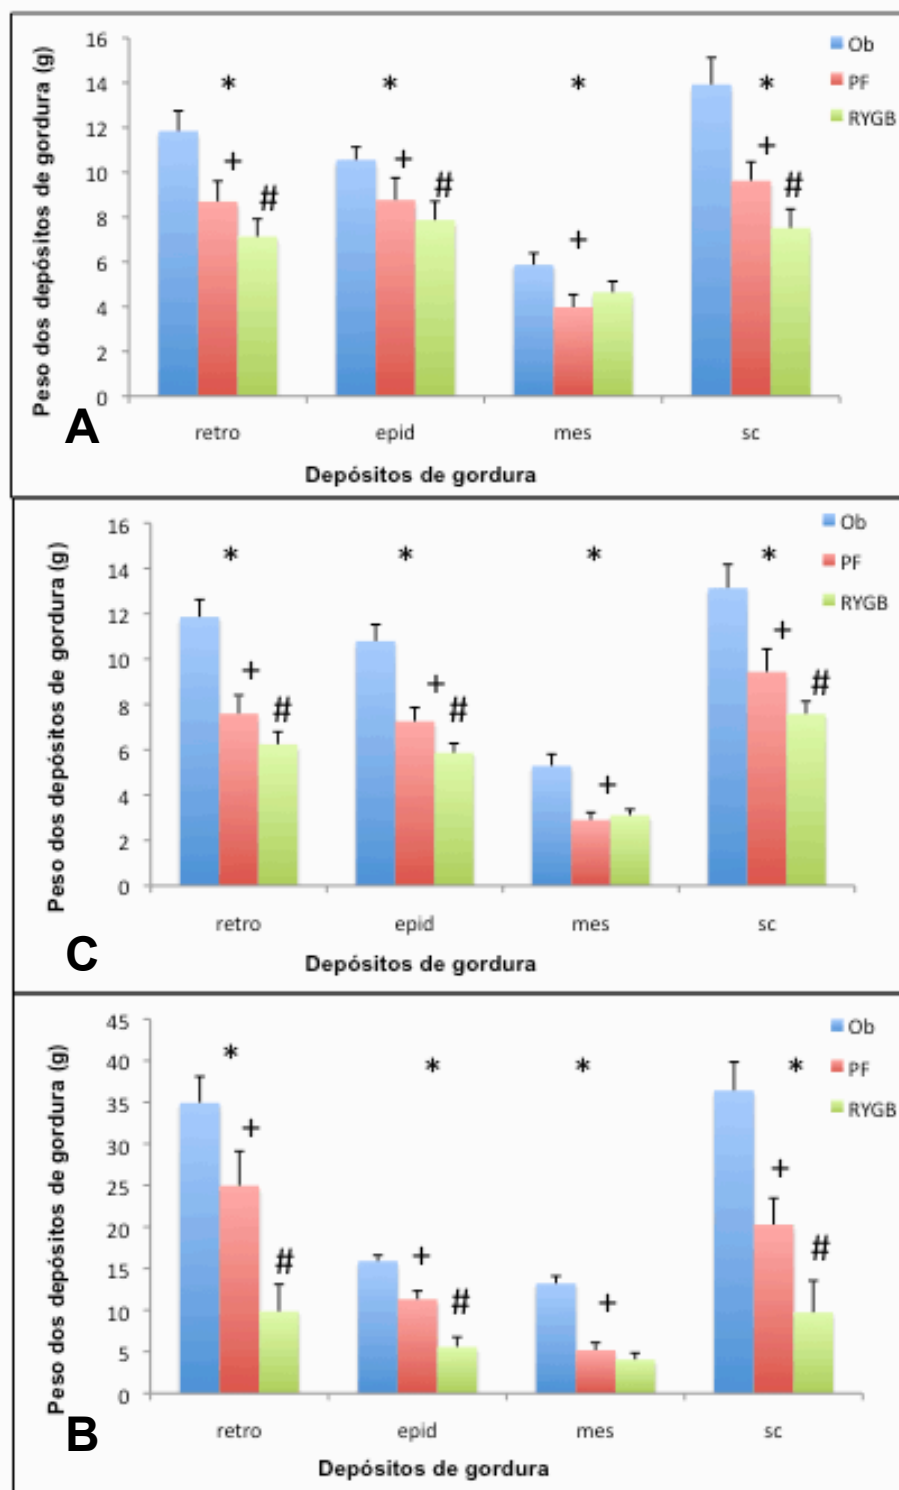 Peso dos depósitos de gordura (g)
16
14
12
10
8
6
4
2
0
* * * *
+ + + +
# # #
Ob
PF
RYGB
retro epid mes sc
Depósitos de gordura
A
Peso dos depósitos de gordura (g)
16
14
12
10
8
6
4
2
0
* * * *
+ + + +
# # #
Ob
PF
RYGB
retro epid mes sc
Depósitos de gordura
C
Peso dos depósitos de gordura (g)
45
40
35
30
25
20
15
10
5
0
* * * *
+ + + +
# # #
Ob
PF
RYGB
retro epid mes sc
Depósitos de gordura
B